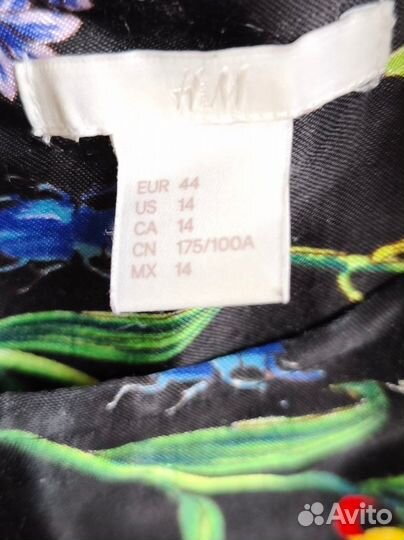 H&M
EUR 44
US 14
CA 14
CN 175/100A
MX 14
Avito